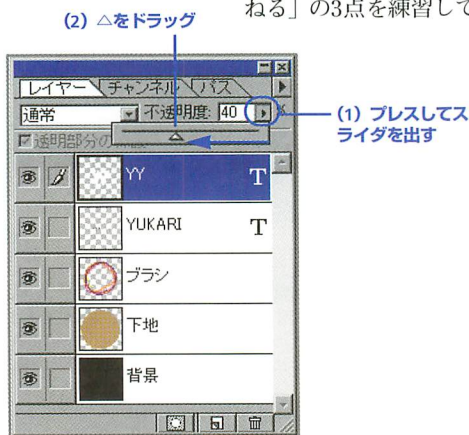 ねる」の3点を練習して
(2) △をドラッグ
レイヤー チャンネル パス
通常 不透明度: 40 %
(1) プレスしてス
ライダを出す
透明部分の
YY T
YUKARI T
ブラシ
下地
背景